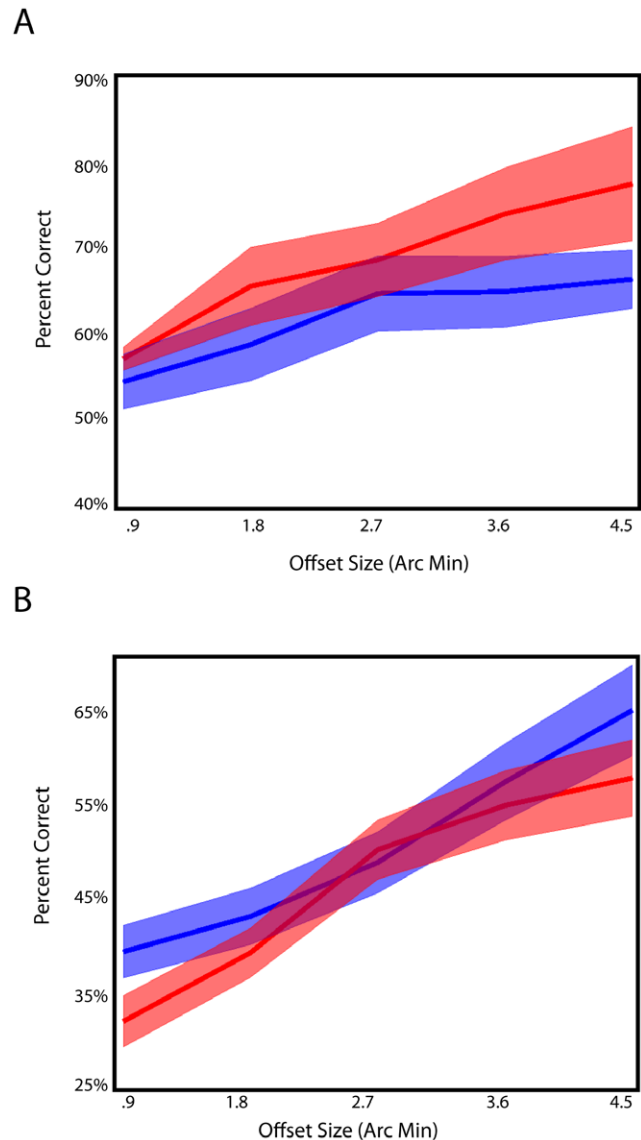 A
90%
80%
70%
60%
50%
40%
Percent Correct
.9 1.8 2.7 3.6 4.5
Offset Size (Arc Min)
B
65%
55%
45%
35%
25%
Percent Correct
.9 1.8 2.7 3.6 4.5
Offset Size (Arc Min)